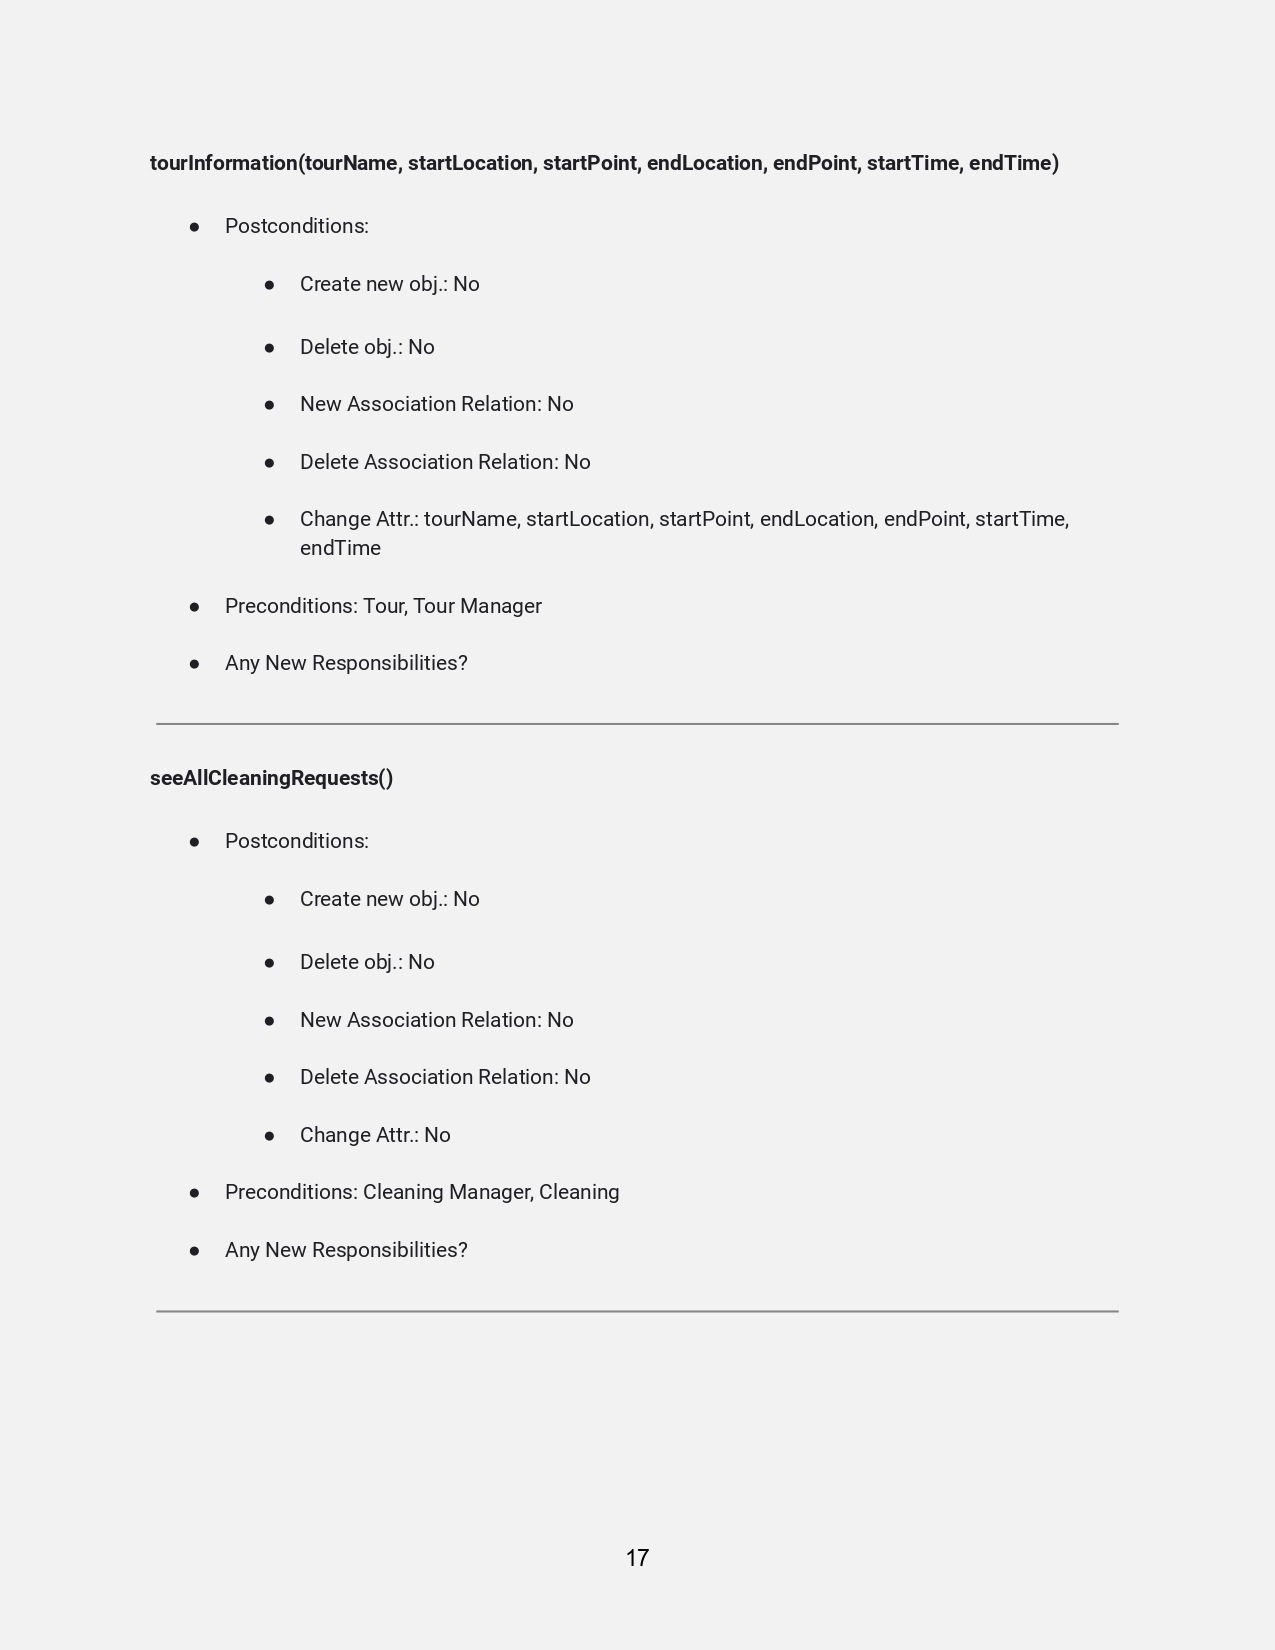 tourInformation(tourName, startLocation, startPoint, endLocation, endPoint, startTime, endTime)
● Postconditions:
● Create new obj.: No
● Delete obj.: No
● New Association Relation: No
● Delete Association Relation: No
● Change Attr.: tourName, startLocation, startPoint, endLocation, endPoint, startTime,
endTime
● Preconditions: Tour, Tour Manager
● Any New Responsibilities?
seeAllCleaningRequests()
● Postconditions:
● Create new obj.: No
● Delete obj.: No
● New Association Relation: No
● Delete Association Relation: No
● Change Attr.: No
● Preconditions: Cleaning Manager, Cleaning
● Any New Responsibilities?
17